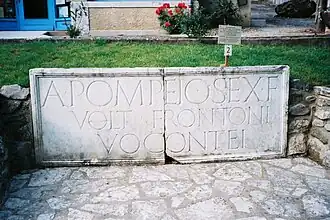 A POMPEIO SEX F
VOLT FRONTONI
VOCONTEI
2